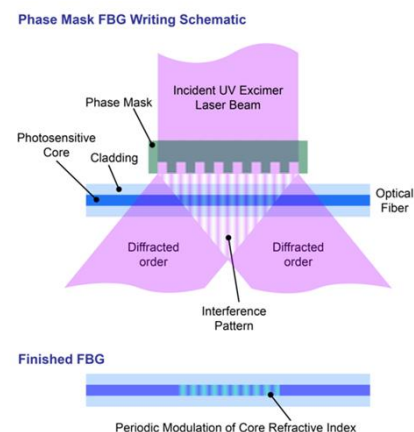 Phase Mask FBG Writing Schematic
Incident UV Excimer
Laser Beam
Phase Mask
Photosensitive
Core
Cladding
Optical
Fiber
Diffracted
order
Diffracted
order
Interference
Pattern
Finished FBG
Periodic Modulation of Core Refractive Index